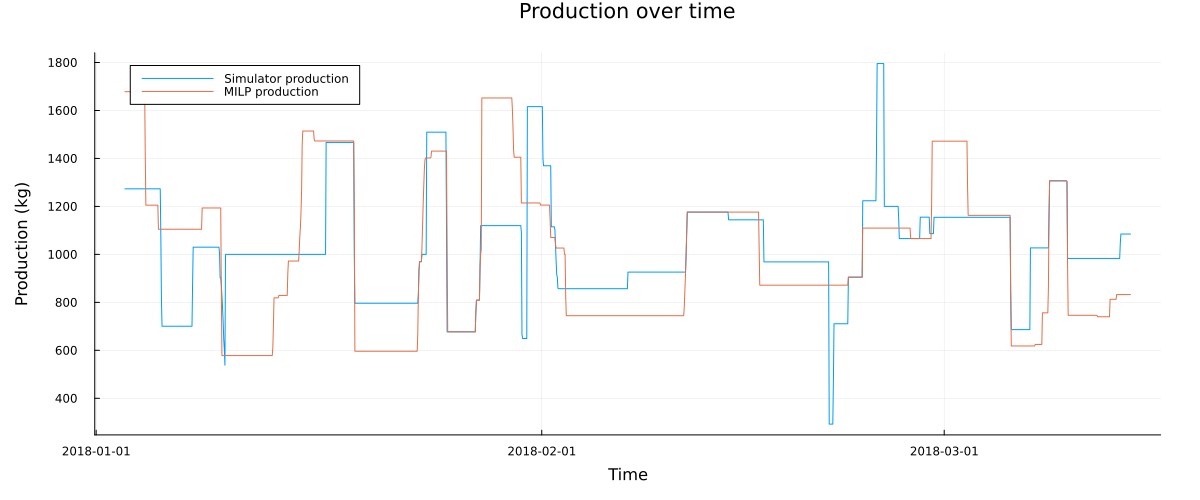 Production over time
1800
1600
1400
1200
1000
800
600
400
Production (kg)
Simulator production
MILP production
2018-01-01
2018-02-01
2018-03-01
Time